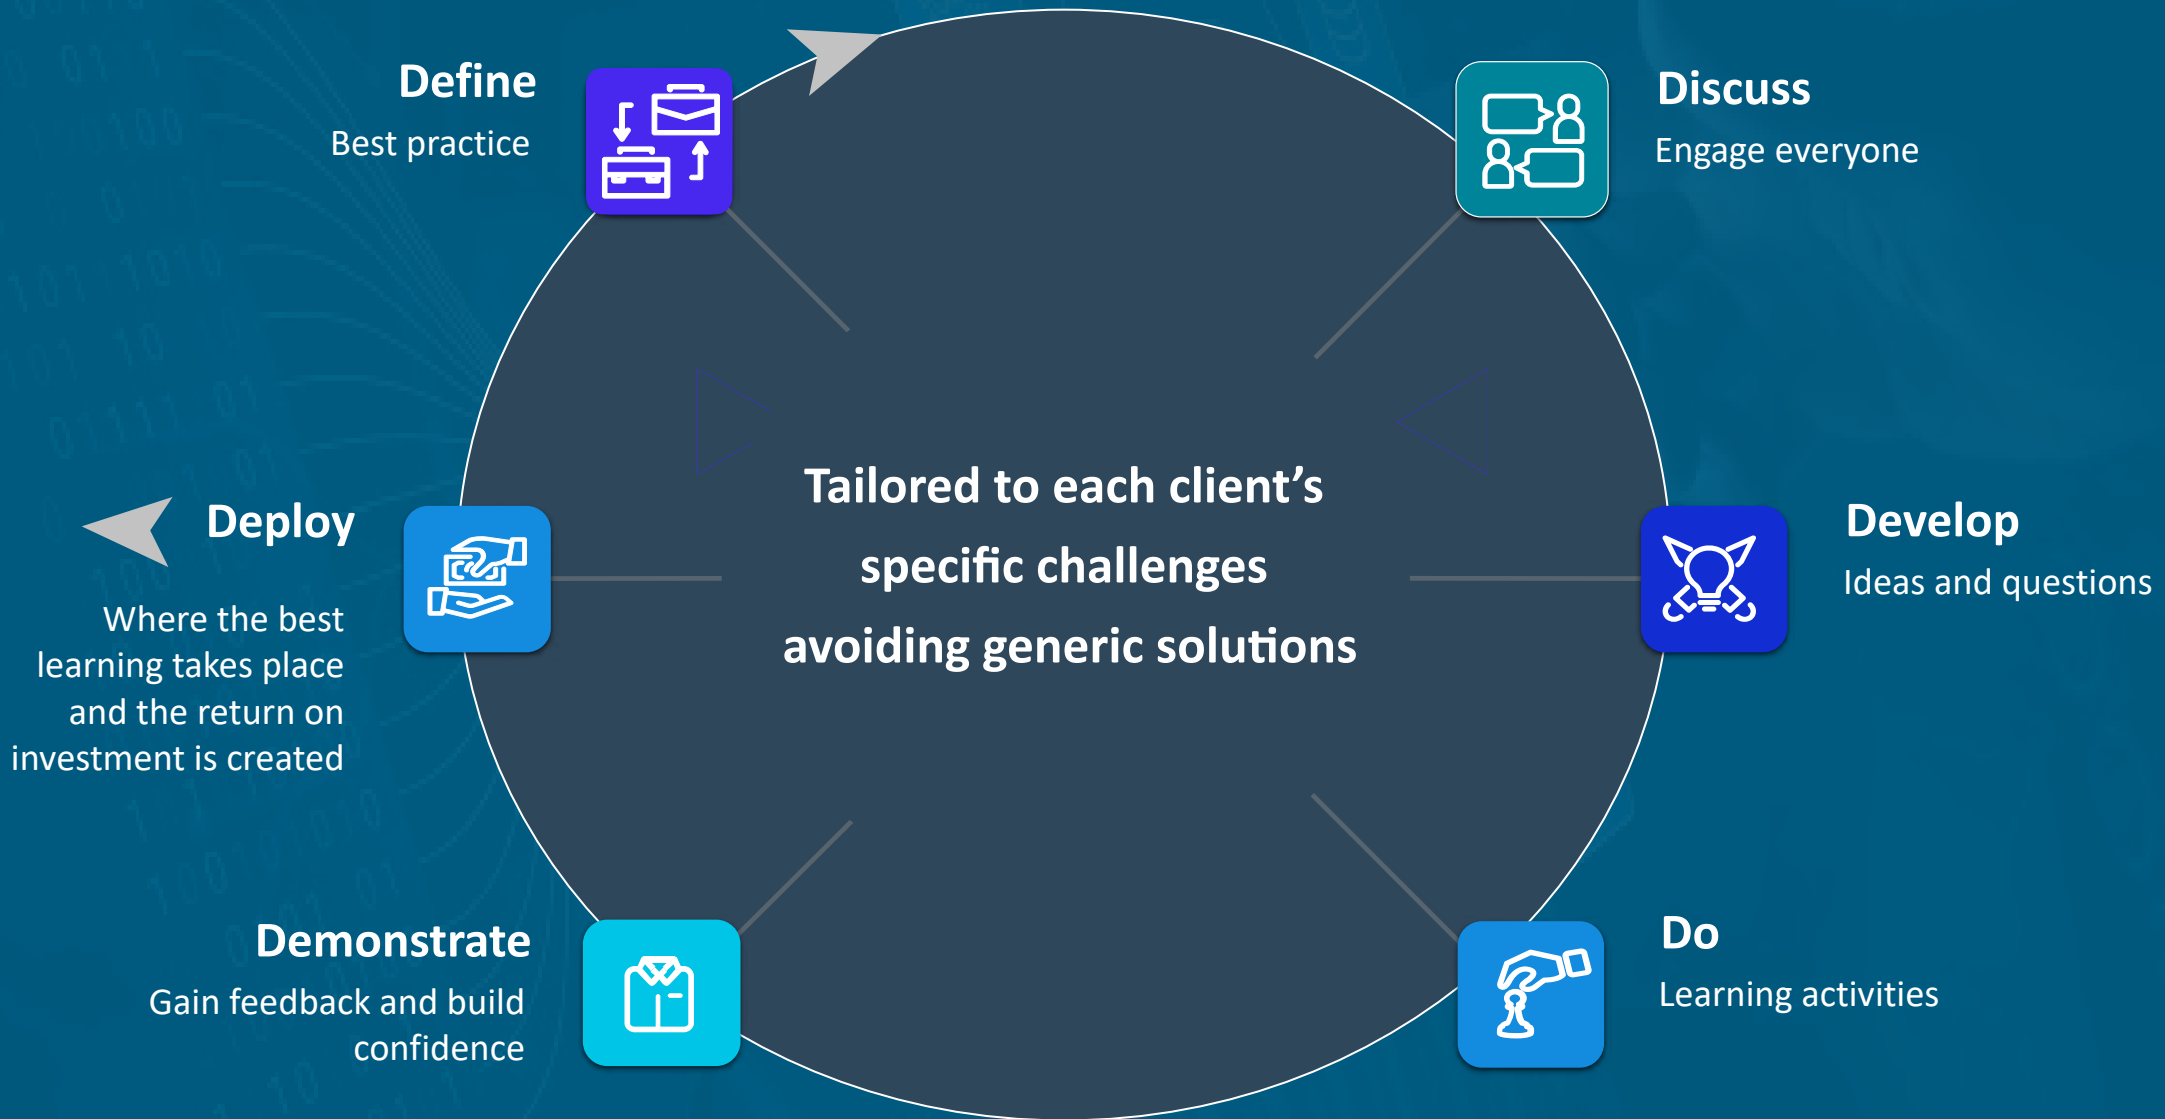 Define
Best practice
Discuss
Engage everyone
Develop
Ideas and questions
Do
Learning activities
Demonstrate
Gain feedback and build
confidence
Deploy
Where the best
learning takes place
and the return on
investment is created
Tailored to each client’s
specific challenges
avoiding generic solutions